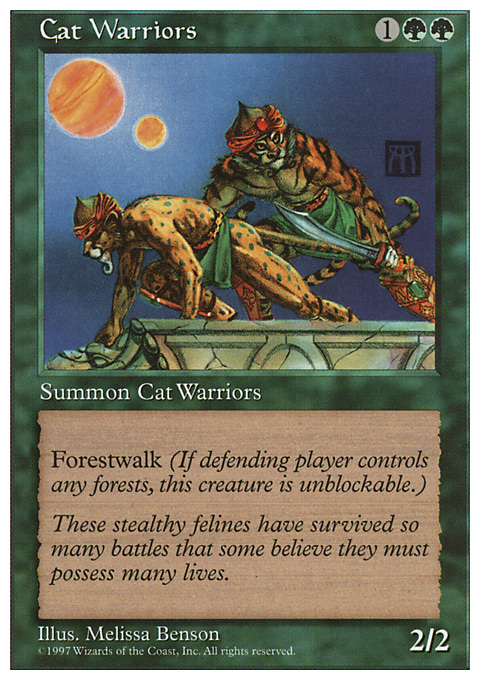 Cat Warriors
1
Summon Cat Warriors
Forestwalk (If defending player controls
any forests, this creature is unblockable.)
These stealthy felines have survived so
many battles that some believe they must
possess many lives.
Illus. Melissa Benson
2/2
©1997 Wizards of the Coast, Inc. All rights reserved.